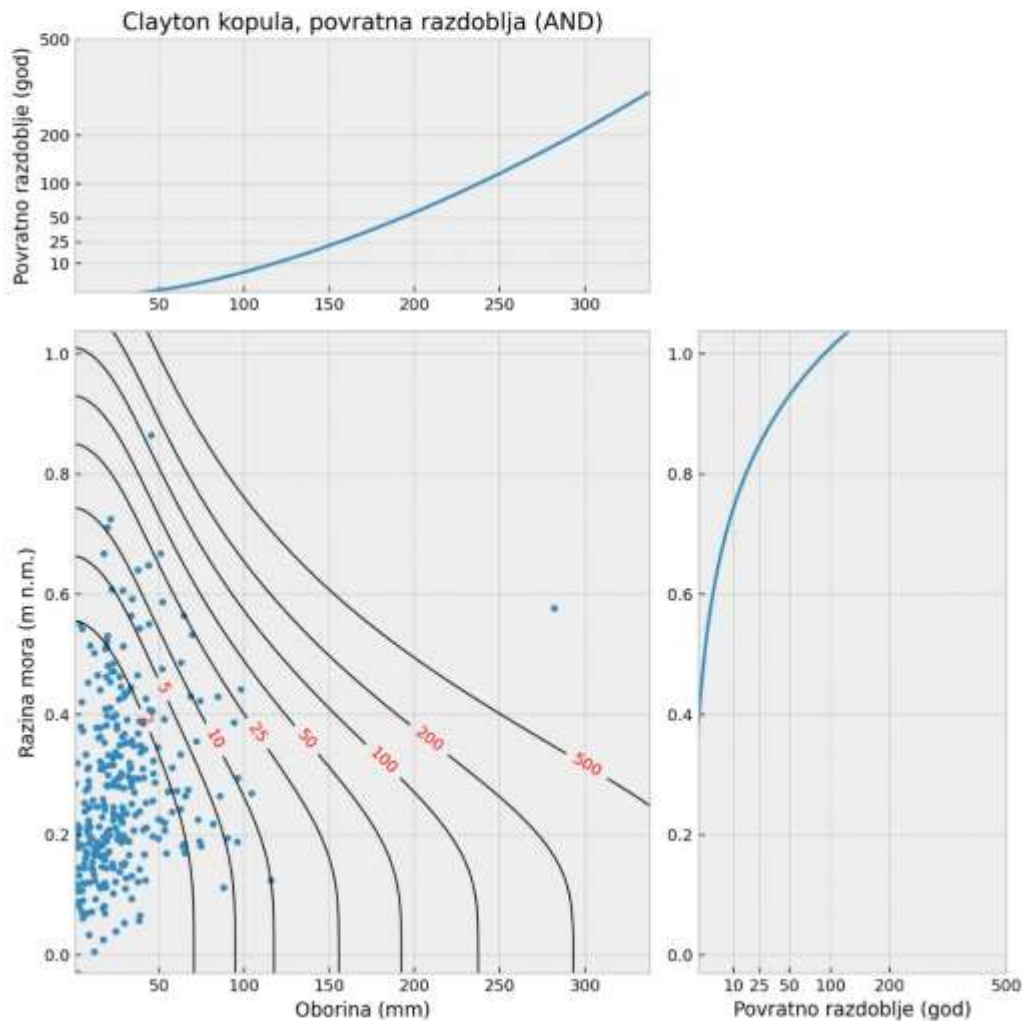 Clayton kopula, povratna razdoblja (AND)
Povratno razdoblje (god)
500
200
100
50
25
10
50 100 150 200 250 300
Razina mora (m n.m.)
1.0
0.8
0.6
0.4
0.2
0.0
5 10 25 50 100 200 500
50 100 150 200 250 300
Oborina (mm)
1.0
0.8
0.6
0.4
0.2
0.0
10 25 50 100 200 500
Povratno razdoblje (god)